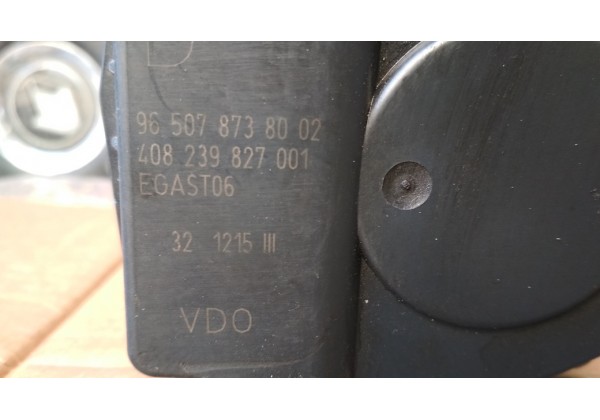 D
96 507 873 80 02
408 239 827 001
EGAST06
32 1215 III
VDO